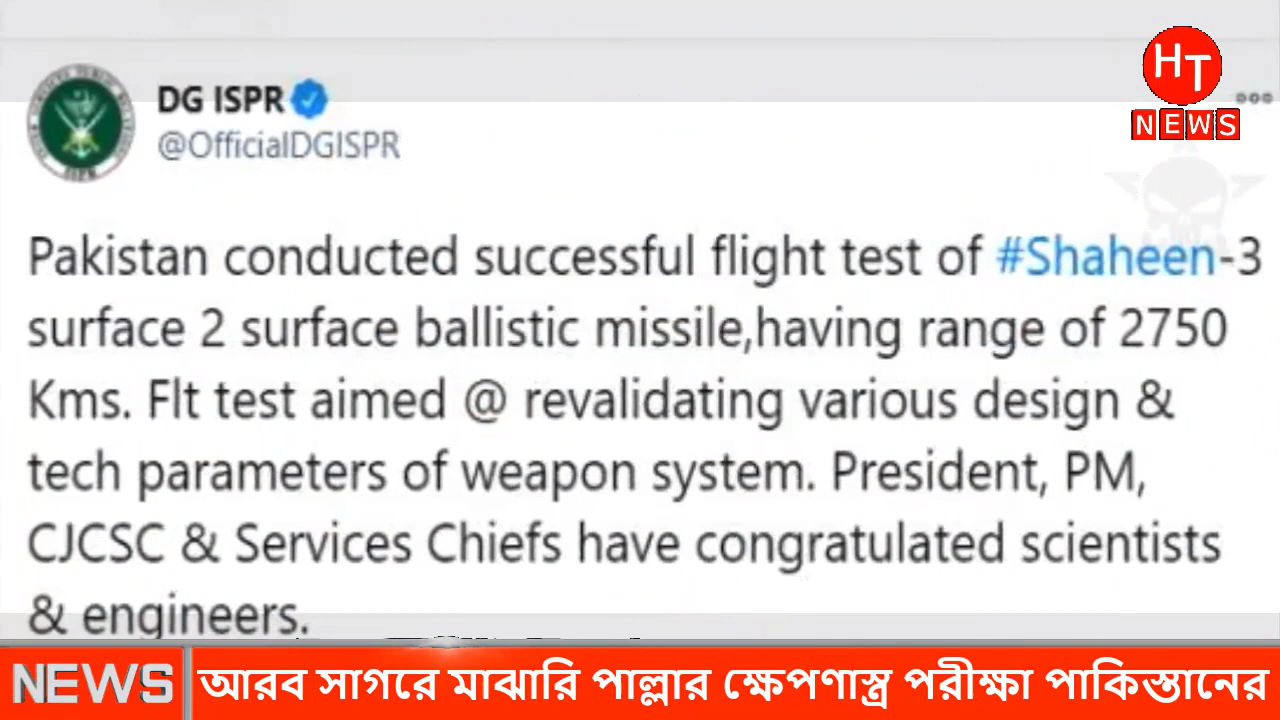 DG ISPR
@OfficialDGISPR
HT
NEWS
Pakistan conducted successful flight test of #Shaheen-3
surface 2 surface ballistic missile,having range of 2750
Kms. Flt test aimed @ revalidating various design &
tech parameters of weapon system. President, PM,
CJCSC & Services Chiefs have congratulated scientists
& engineers.
NEWS আরব সাগরে মাঝারি পাল্লার ক্ষেপণাস্ত্র পরীক্ষা পাকিস্তানের